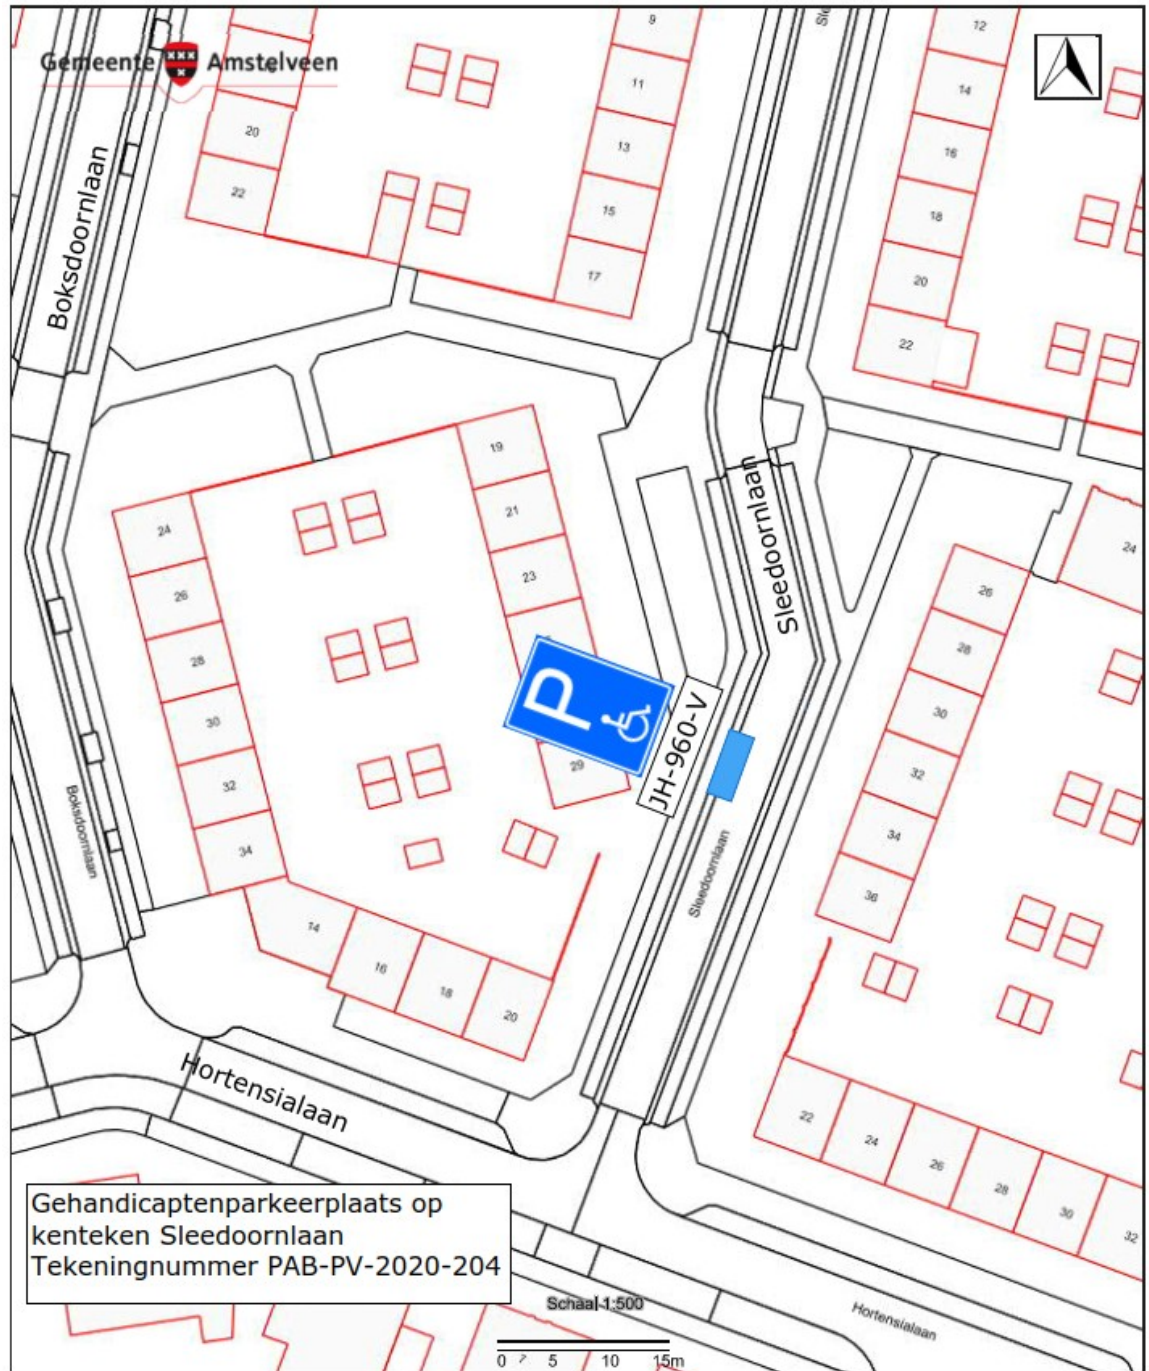 Gemeente Amstelveen
Sle
9
11
13
15
17
20
22
12
14
16
18
20
22
Boksdoornlaan
19
21
23
29
24
26
28
30
32
34
Sleepoornlaan
24
26
28
30
32
34
36
P
JH-960-V
Boksdoornlaan
Sleedoornlaan
14
16
18
20
Hortensialaan
22
24
26
28
30
32
Gehandicaptenparkeerplaats op
kenteken Sleedoornlaan
Tekeningnummer PAB-PV-2020-204
Schaal 1:500
Hortensialaan
0 7 5 10 15m